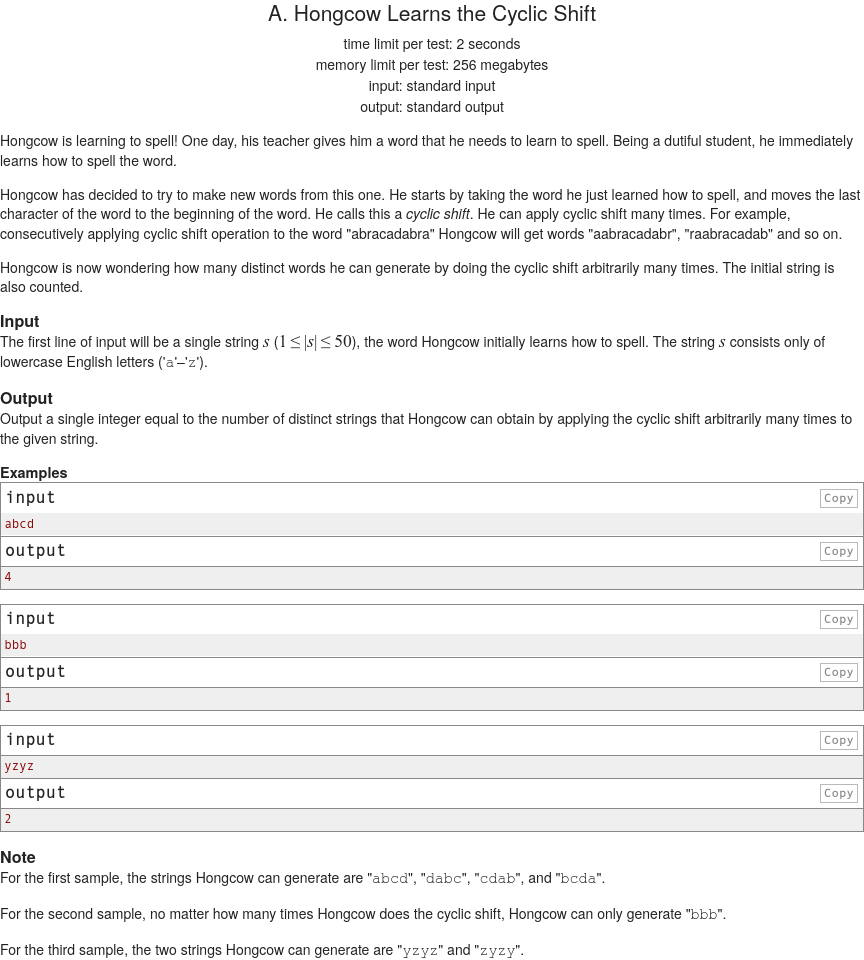 A. Hongcow Learns the Cyclic Shift
time limit per test: 2 seconds
memory limit per test: 256 megabytes
input: standard input
output: standard output
Hongcow is learning to spell! One day, his teacher gives him a word that he needs to learn to spell. Being a dutiful student, he immediately
learns how to spell the word.
Hongcow has decided to try to make new words from this one. He starts by taking the word he just learned how to spell, and moves the last
character of the word to the beginning of the word. He calls this a cyclic shift. He can apply cyclic shift many times. For example,
consecutively applying cyclic shift operation to the word "abracadabra" Hongcow will get words "aabracadabr", "raabracadab" and so on.
Hongcow is now wondering how many distinct words he can generate by doing the cyclic shift arbitrarily many times. The initial string is
also counted.
Input
The first line of input will be a single string s (1 ≤ |s| ≤ 50), the word Hongcow initially learns how to spell. The string s consists only of
lowercase English letters ('a'–'z').
Output
Output a single integer equal to the number of distinct strings that Hongcow can obtain by applying the cyclic shift arbitrarily many times to
the given string.
Examples
input Copy
abcd
output Copy
4
input Copy
bbb
output Copy
1
input Copy
yzyz
output Copy
2
Note
For the first sample, the strings Hongcow can generate are "abcd", "dabc", "cdab", and "bcda".
For the second sample, no matter how many times Hongcow does the cyclic shift, Hongcow can only generate "bbb".
For the third sample, the two strings Hongcow can generate are "yzyz" and "zyzy".